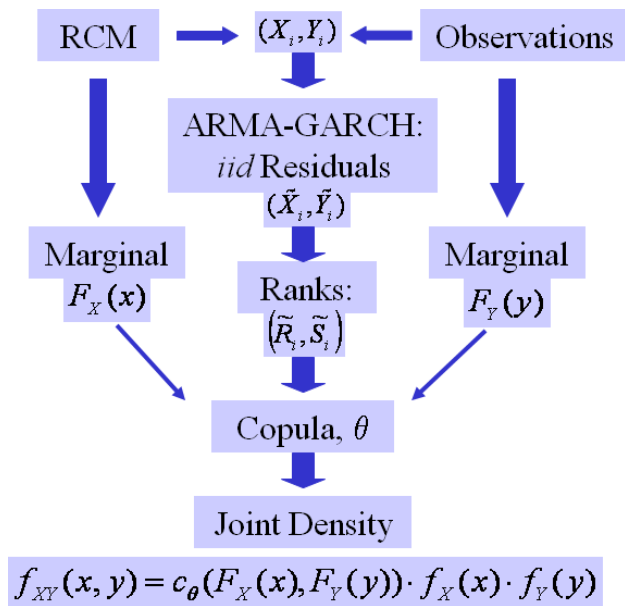 RCM
(X_i, Y_i)
Observations
ARMA-GARCH:
iid Residuals
(X̃_i, Ỹ_i)
Marginal
F_X(x)
Ranks:
(R̃_i, S̃_i)
Marginal
F_Y(y)
Copula, θ
Joint Density
f_XY(x, y) = c_θ(F_X(x), F_Y(y)) · f_X(x) · f_Y(y)